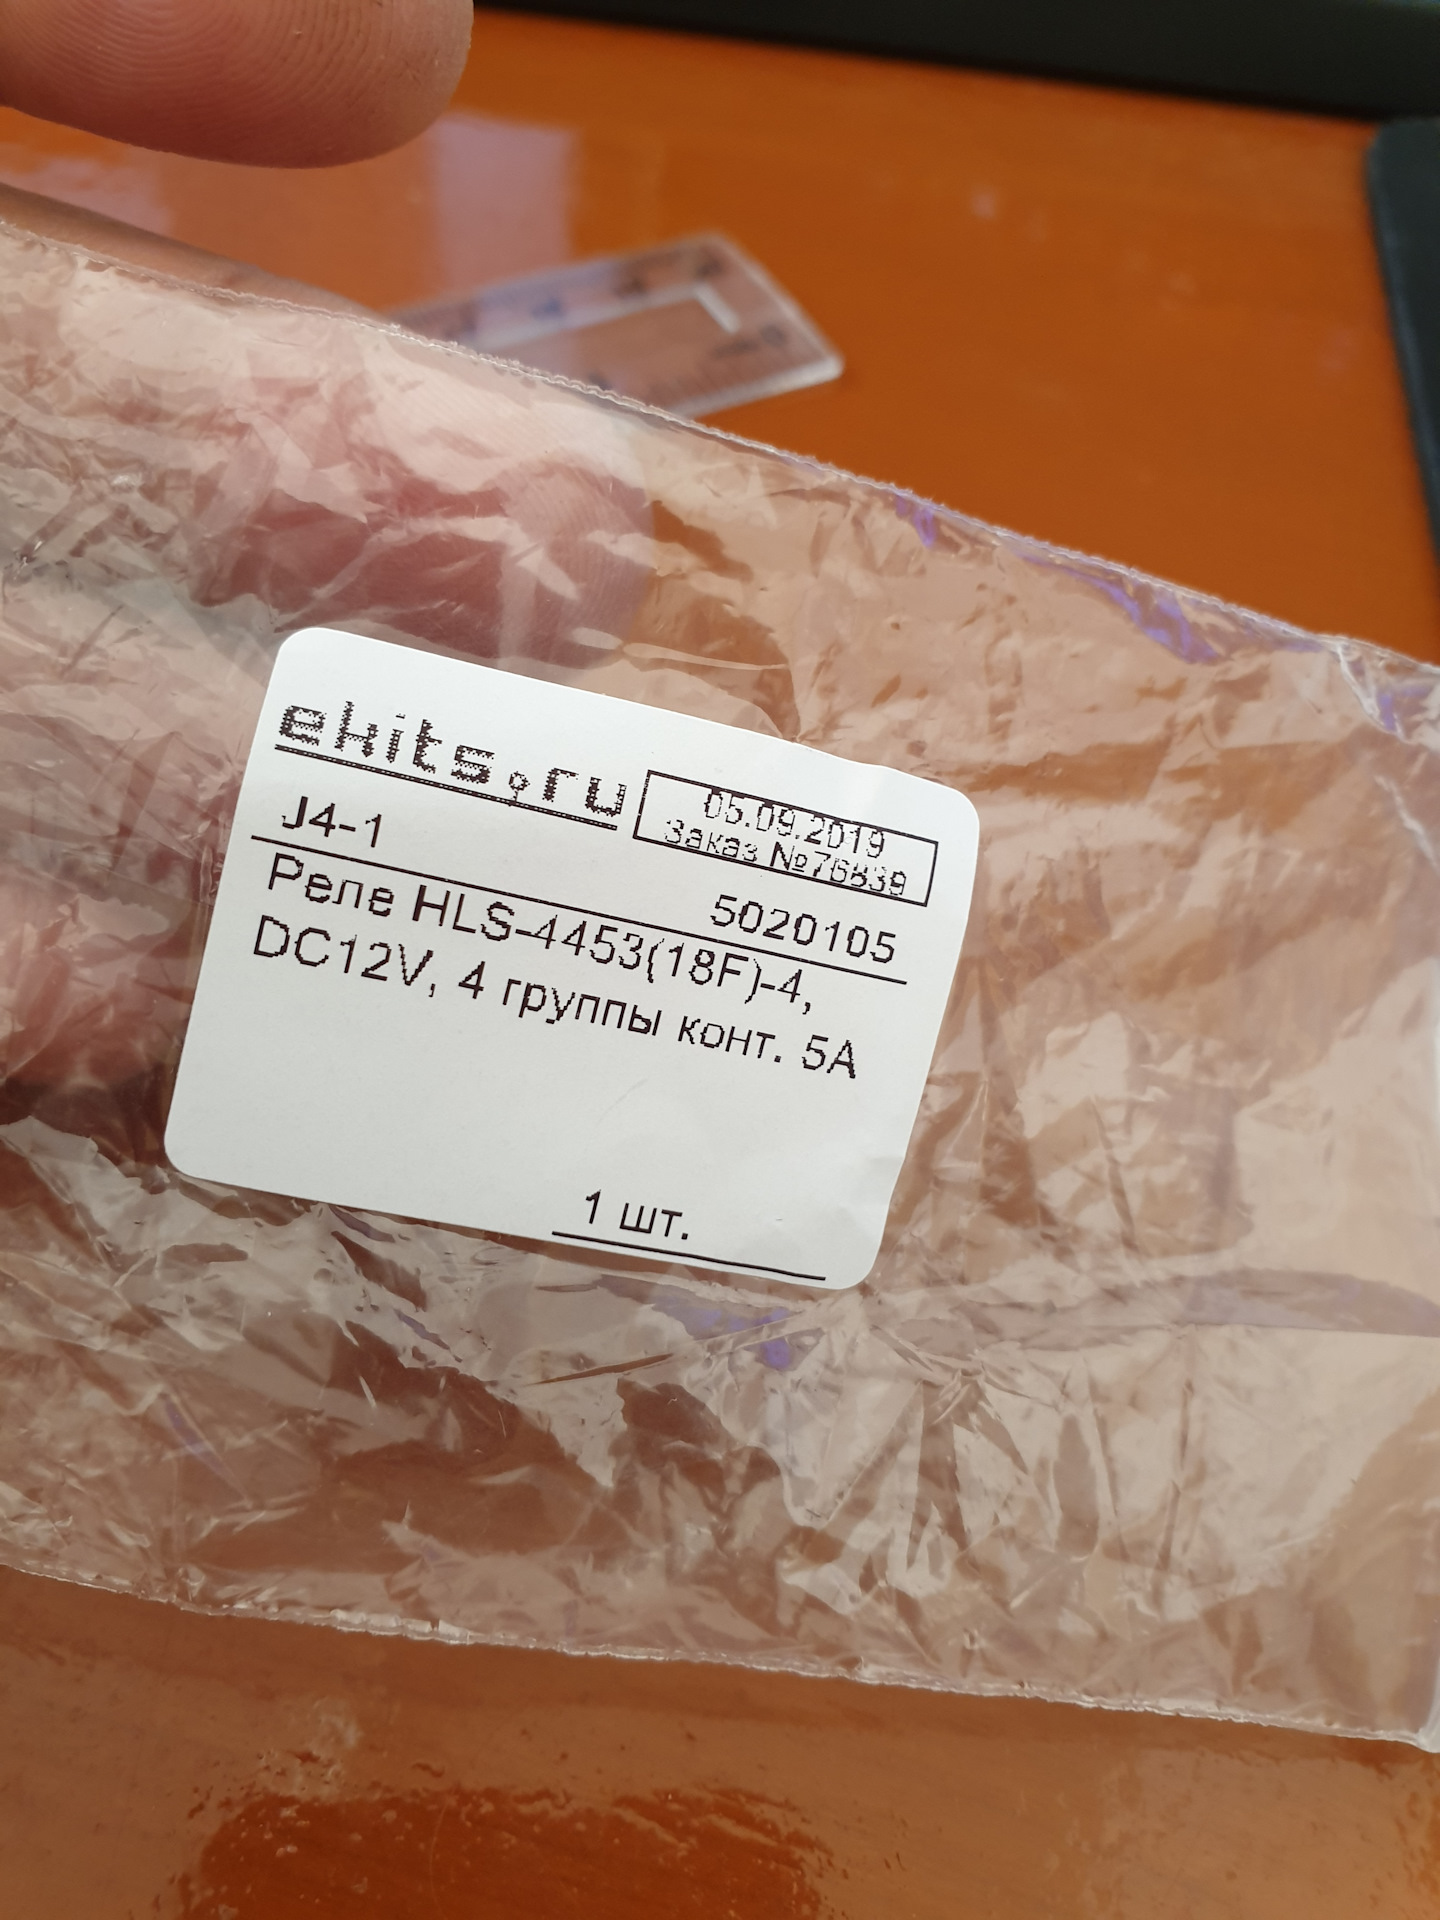 ekits.ru
05.09.2019
Заказ №76839
J4-1
5020105
Реле HLS-4453(18F)-4,
DC12V, 4 группы конт. 5А
1 шт.